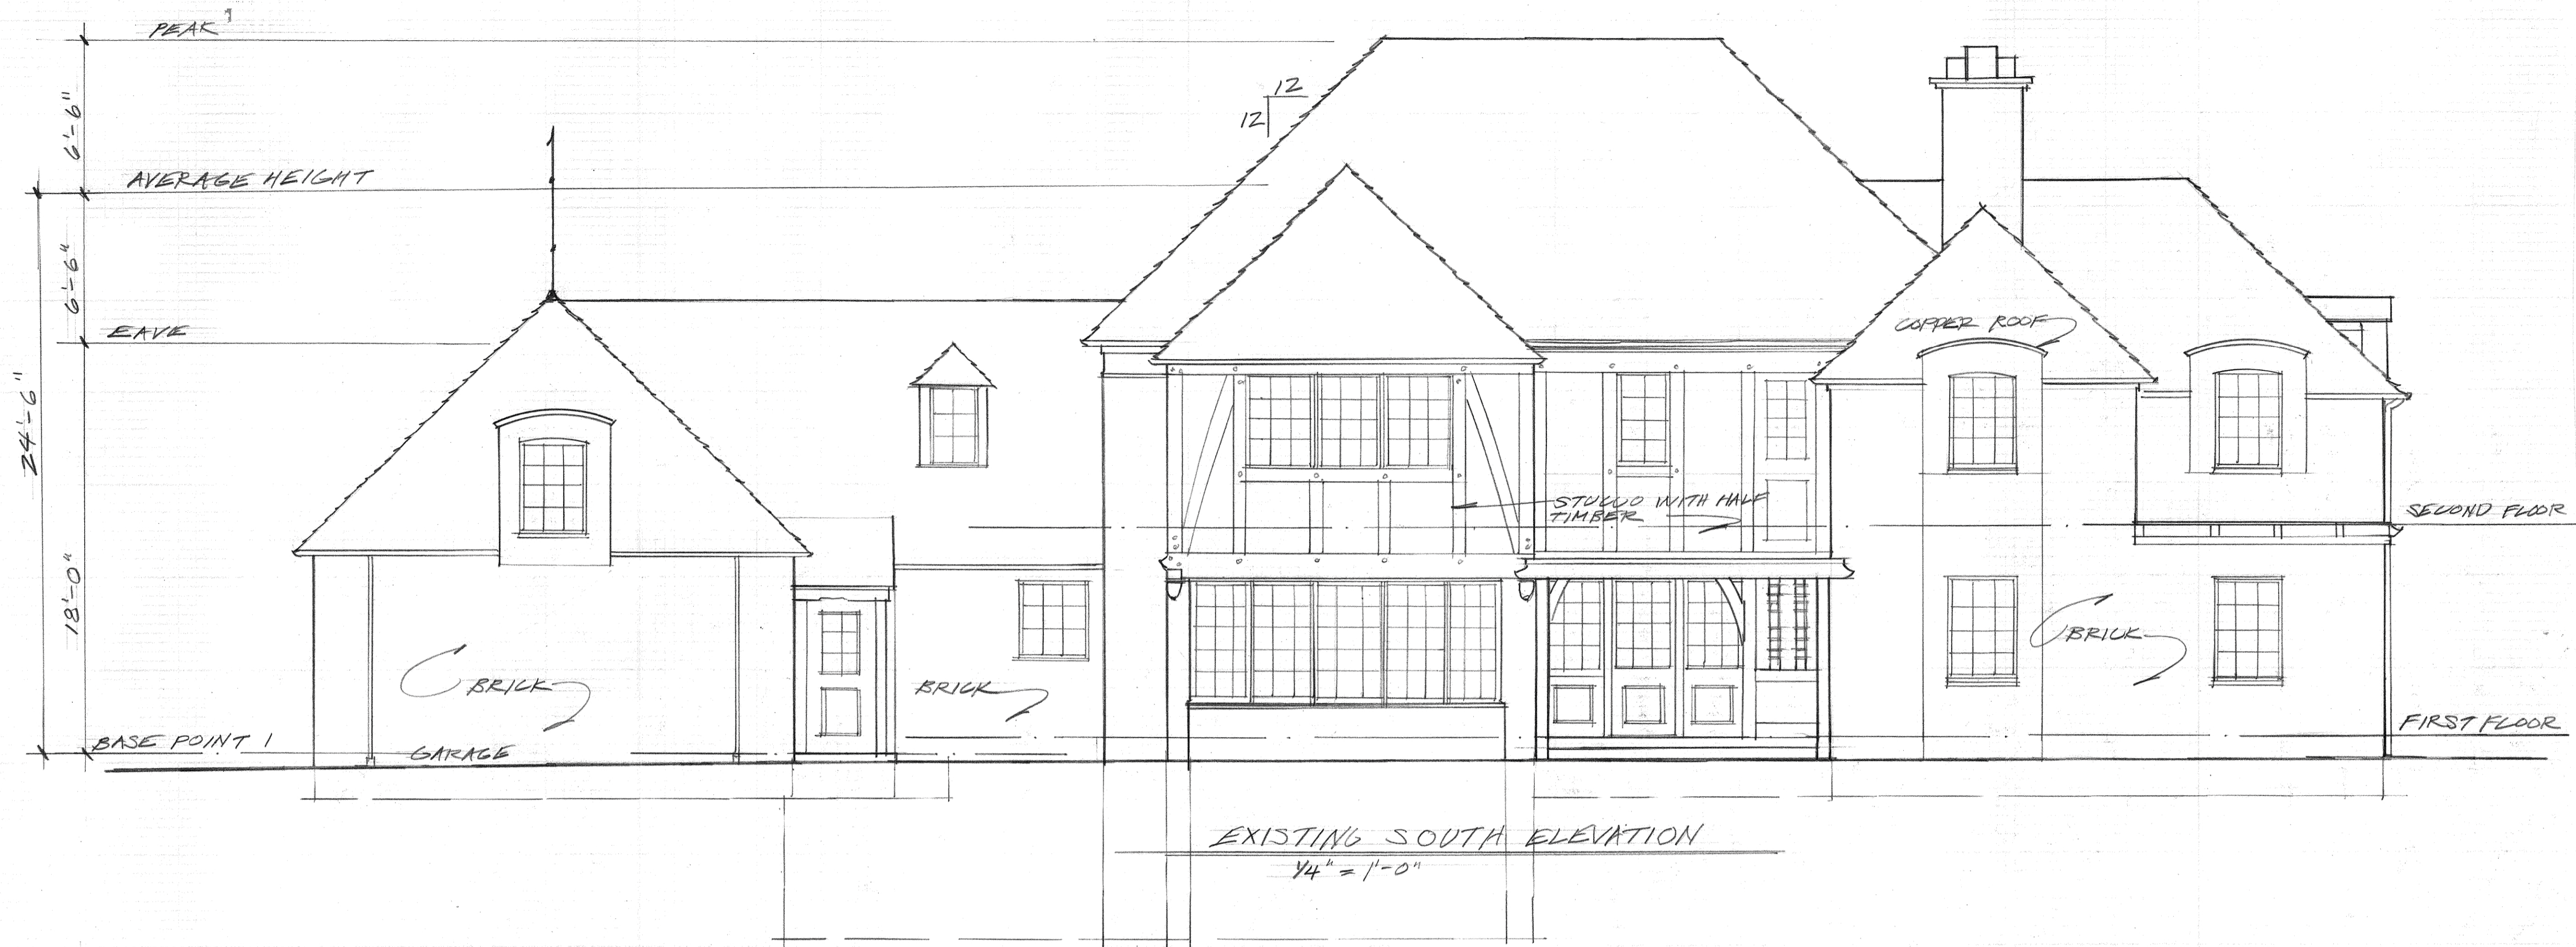 PEAK 1
12
12
6'-6"
AVERAGE HEIGHT
6'-6"
EAVE
COPPER ROOF
24'-6"
STUCCO WITH HALF
TIMBER
SECOND FLOOR
18'-0"
BRICK
BRICK
BRICK
FIRST FLOOR
BASE POINT 1
GARAGE
EXISTING SOUTH ELEVATION
1/4" = 1'-0"